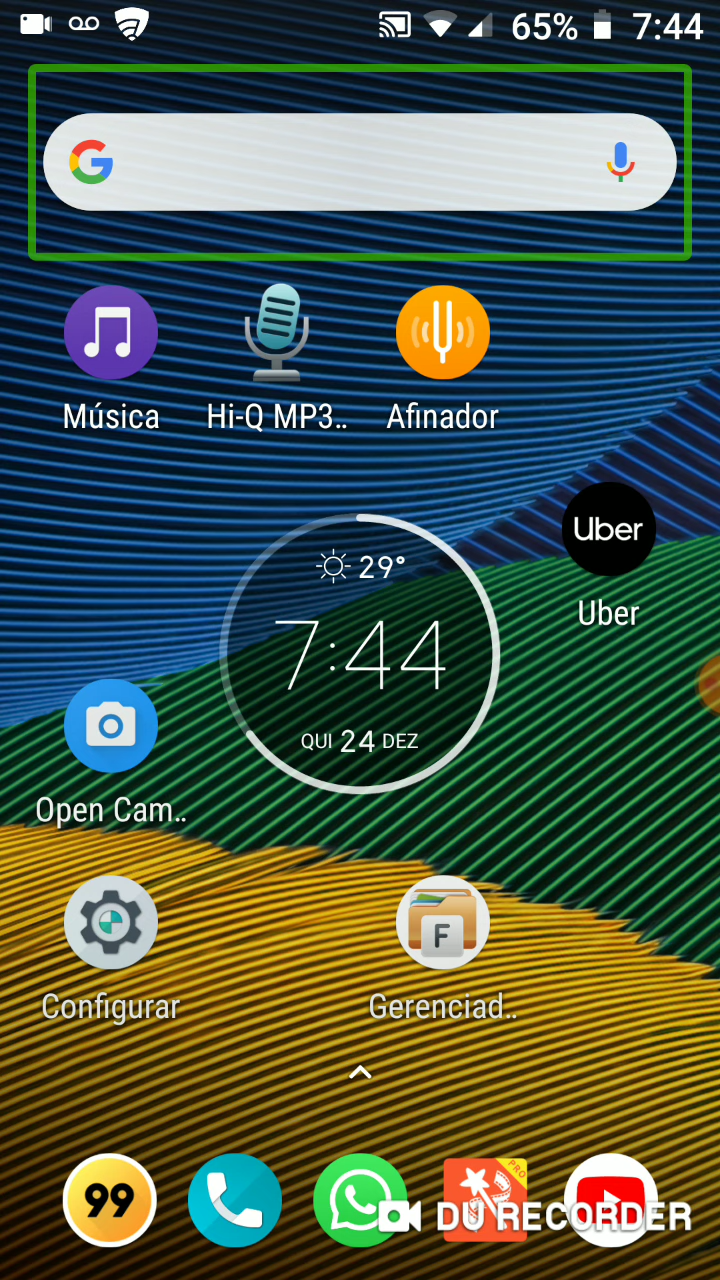 65% 7:44
Música Hi-Q MP3.. Afinador
Uber
Uber
29°
7:44
QUI 24 DEZ
Open Cam..
F
Configurar Gerenciad..
99
PRO
DU RECORDER